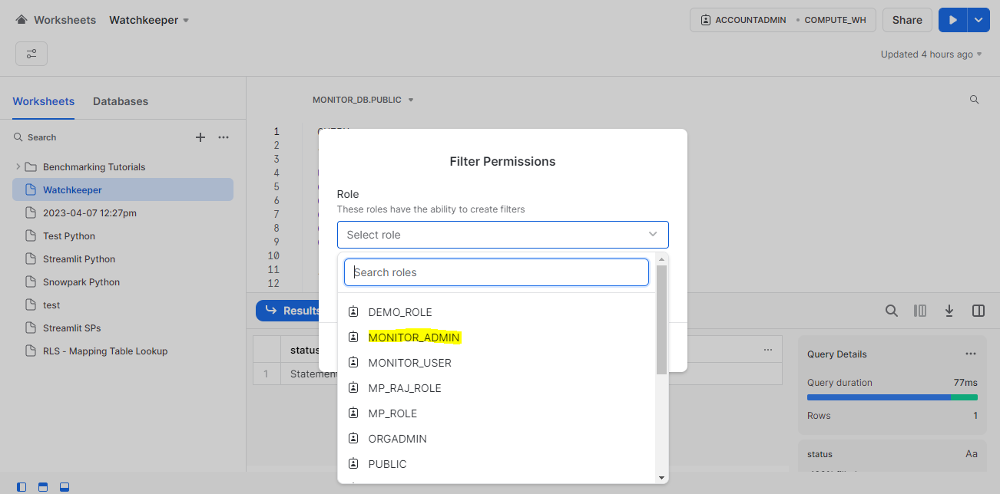 Worksheets Watchkeeper
ACCOUNTADMIN • COMPUTE_WH
Share
Updated 4 hours ago
Worksheets Databases
MONITOR_DB.PUBLIC
Search
Benchmarking Tutorials
Watchkeeper
2023-04-07 12:27pm
Test Python
Streamlit Python
Snowpark Python
test
Streamlit SPs
RLS - Mapping Table Lookup
1
2
3
4
5
6
7
8
9
10
11
12
Filter Permissions
Role
These roles have the ability to create filters
Select role
Search roles
DEMO_ROLE
MONITOR_ADMIN
MONITOR_USER
MP_RAJ_ROLE
MP_ROLE
ORGADMIN
PUBLIC
Results
status
1 Statement
Query Details
Query duration 77ms
Rows 1
status Aa